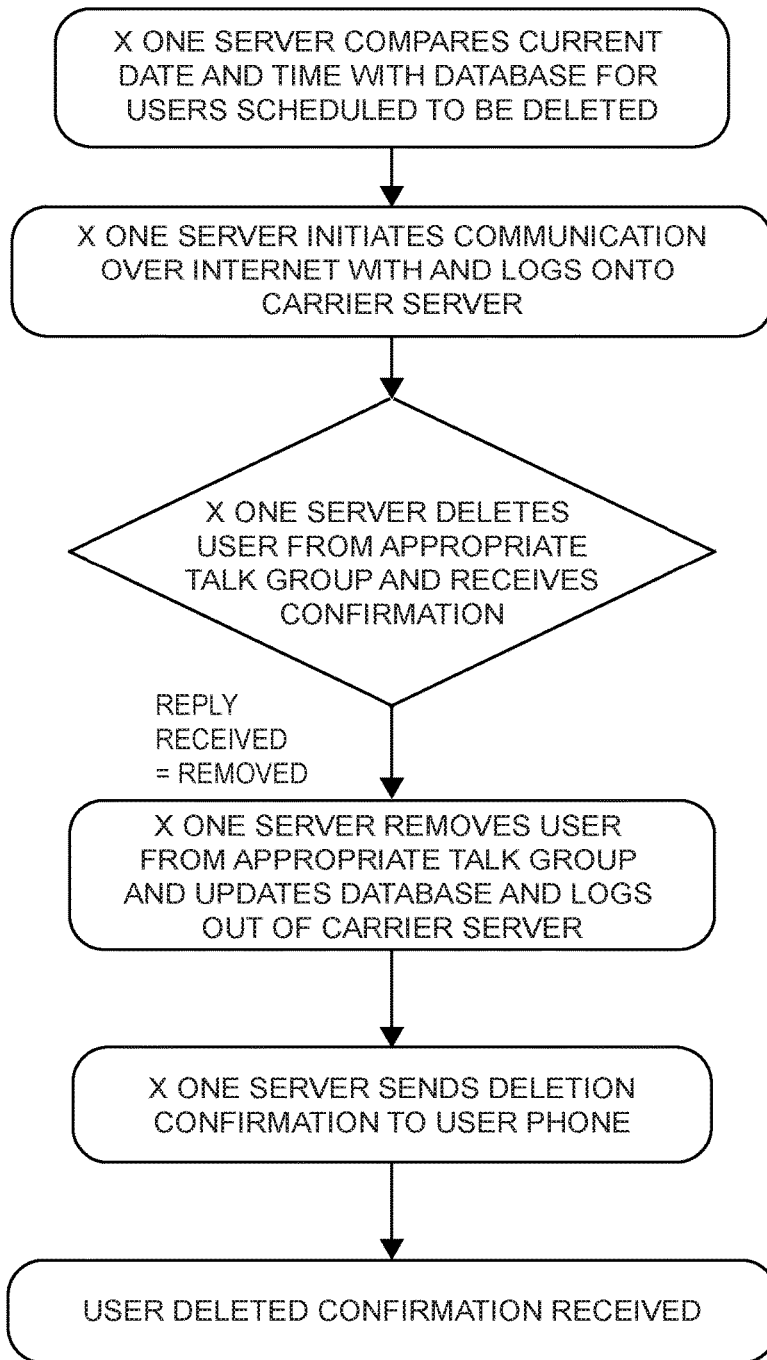 X ONE SERVER COMPARES CURRENT
DATE AND TIME WITH DATABASE FOR
USERS SCHEDULED TO BE DELETED
X ONE SERVER INITIATES COMMUNICATION
OVER INTERNET WITH AND LOGS ONTO
CARRIER SERVER
X ONE SERVER DELETES
USER FROM APPROPRIATE
TALK GROUP AND RECEIVES
CONFIRMATION
REPLY
RECEIVED
= REMOVED
X ONE SERVER REMOVES USER
FROM APPROPRIATE TALK GROUP
AND UPDATES DATABASE AND LOGS
OUT OF CARRIER SERVER
X ONE SERVER SENDS DELETION
CONFIRMATION TO USER PHONE
USER DELETED CONFIRMATION RECEIVED